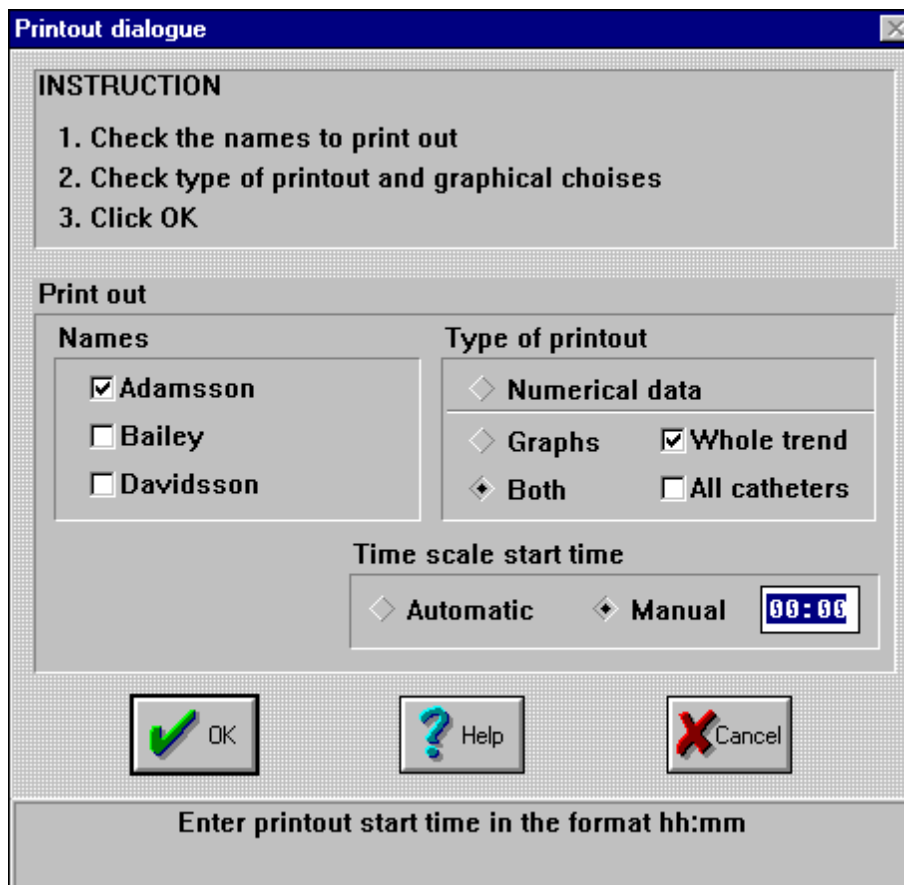 Printout dialogue
INSTRUCTION
1. Check the names to print out
2. Check type of printout and graphical choises
3. Click OK
Print out
Names
Adamsson
Bailey
Davidsson
Type of printout
Numerical data
Graphs
Whole trend
Both
All catheters
Time scale start time
Automatic
Manual
00:00
OK
Help
Cancel
Enter printout start time in the format hh:mm